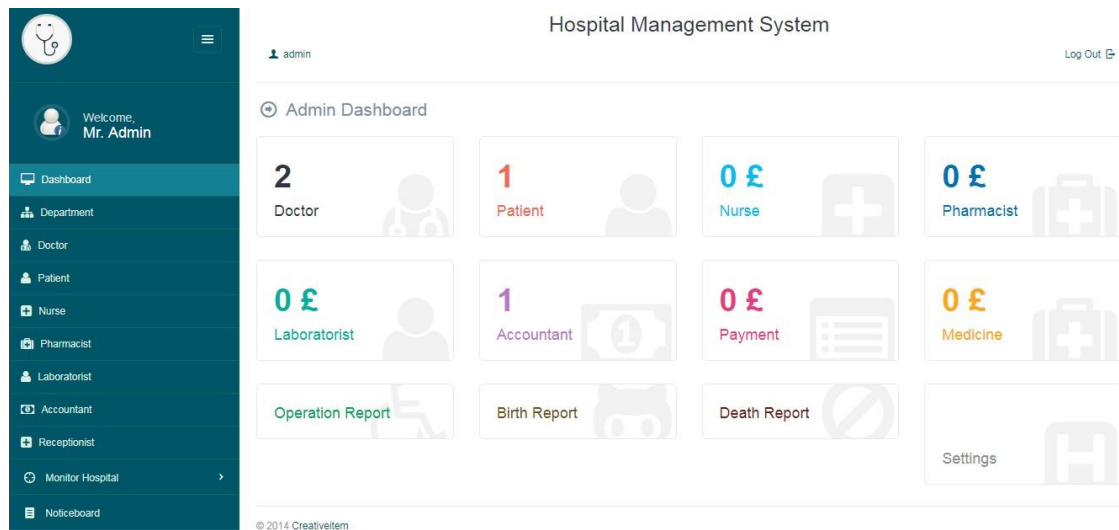 Hospital Management System
admin
Log Out
Welcome,
Mr. Admin
Dashboard
Department
Doctor
Patient
Nurse
Pharmacist
Laboratorist
Accountant
Receptionist
Monitor Hospital
Noticeboard
Admin Dashboard
2
Doctor
1
Patient
0 £
Nurse
0 £
Pharmacist
0 £
Laboratorist
1
Accountant
0 £
Payment
0 £
Medicine
Operation Report
Birth Report
Death Report
Settings
© 2014 Creativeitem